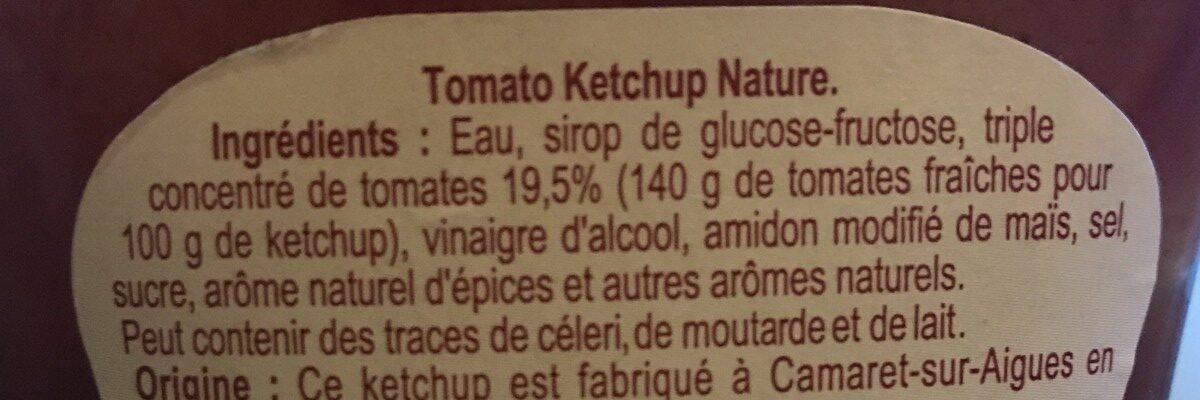 Tomato Ketchup Nature.
Ingrédients : Eau, sirop de glucose-fructose, triple
concentré de tomates 19,5% (140 g de tomates fraîches pour
100 g de ketchup), vinaigre d'alcool, amidon modifié de maïs, sel,
sucre, arôme naturel d'épices et autres arômes naturels.
Peut contenir des traces de céleri, de moutarde et de lait.
Origine : Ce ketchup est fabriqué à Camaret-sur-Aigues en